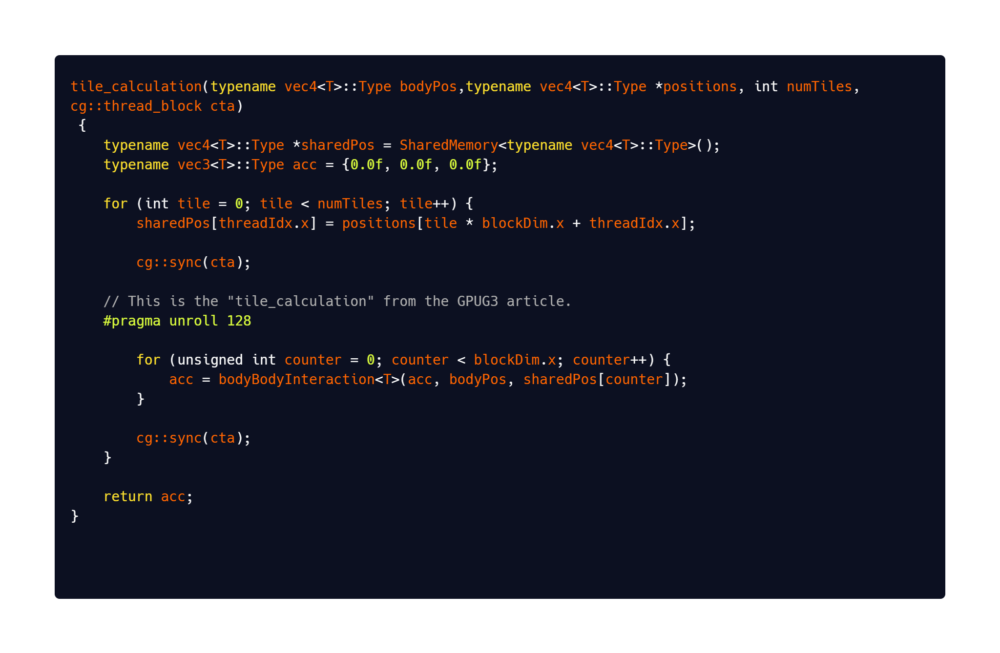 tile_calculation(typename vec4<T>::Type bodyPos,typename vec4<T>::Type *positions, int numTiles,
cg::thread_block cta)
 {
    typename vec4<T>::Type *sharedPos = SharedMemory<typename vec4<T>::Type>();
    typename vec3<T>::Type acc = {0.0f, 0.0f, 0.0f};

    for (int tile = 0; tile < numTiles; tile++) {
        sharedPos[threadIdx.x] = positions[tile * blockDim.x + threadIdx.x];

        cg::sync(cta);

    // This is the "tile_calculation" from the GPUG3 article.
    #pragma unroll 128

        for (unsigned int counter = 0; counter < blockDim.x; counter++) {
            acc = bodyBodyInteraction<T>(acc, bodyPos, sharedPos[counter]);
        }

        cg::sync(cta);
    }

    return acc;
}